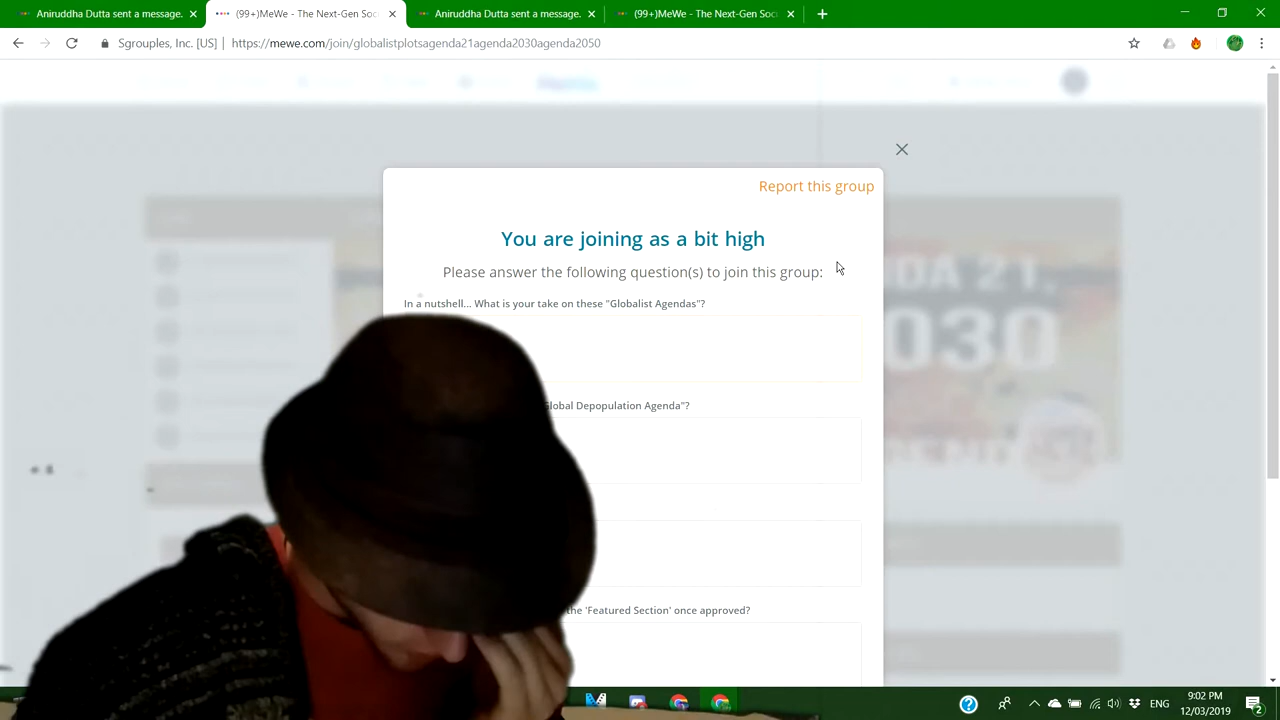 Aniruddha Dutta sent a message.
(99+)MeWe - The Next-Gen Soc
Aniruddha Dutta sent a message.
(99+)MeWe - The Next-Gen Soc
Sgrouples, Inc. [US]
https://mewe.com/join/globalistplotsagenda21agenda2030agenda2050
Report this group
You are joining as a bit high
Please answer the following question(s) to join this group:
In a nutshell... What is your take on these "Globalist Agendas"?
Global Depopulation Agenda"?
the 'Featured Section' once approved?
ENG
9:02 PM
12/03/2019
2